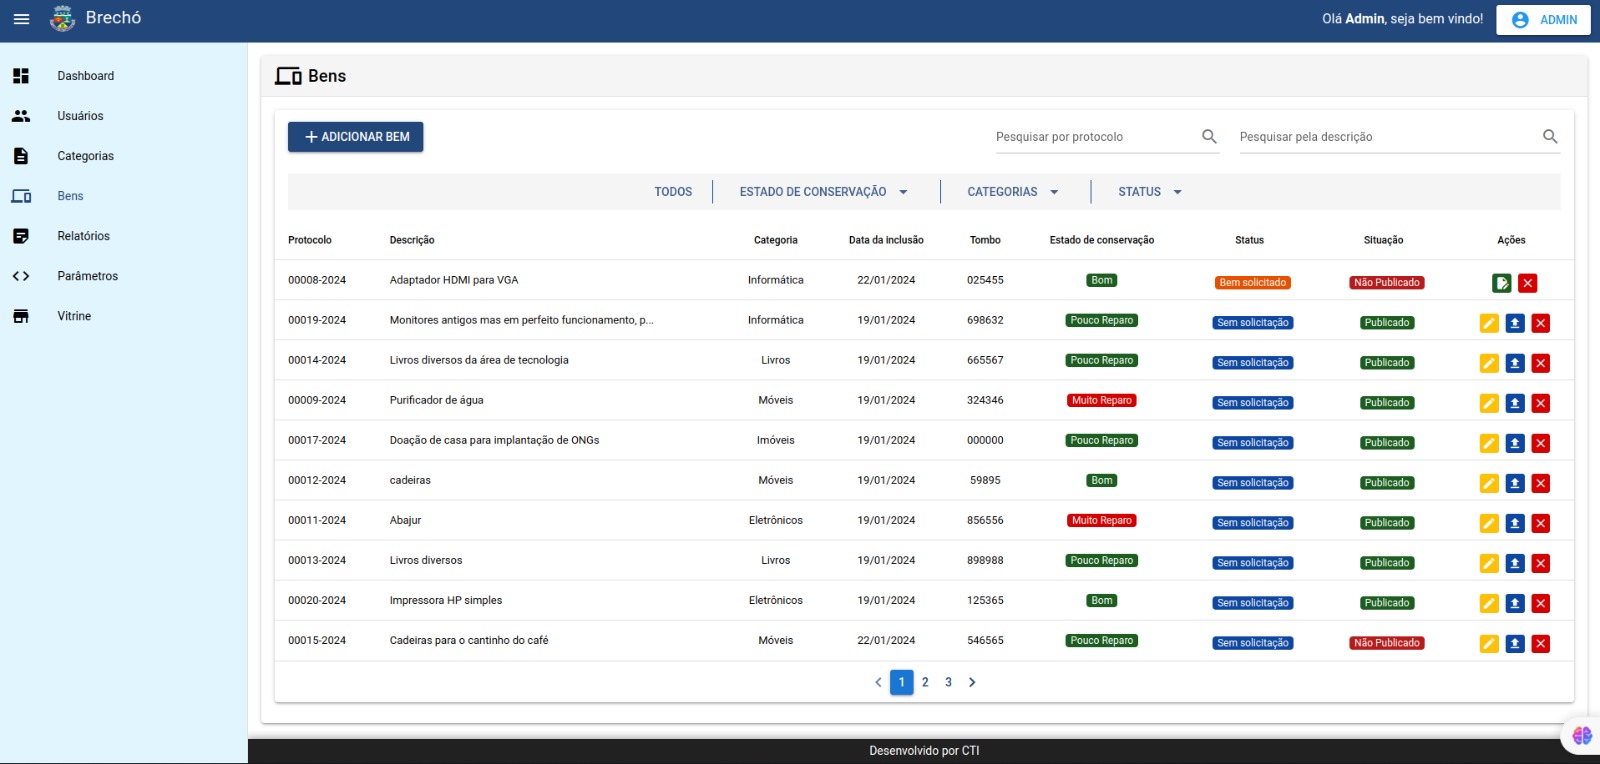 Brechó
Olá Admin, seja bem vindo!
ADMIN
Dashboard
Usuários
Categorias
Bens
Relatórios
Parâmetros
Vitrine
Bens
ADICIONAR BEM
Pesquisar por protocolo
Pesquisar pela descrição
TODOS ESTADO DE CONSERVAÇÃO CATEGORIAS STATUS
Protocolo Descrição Categoria Data da inclusão Tombo Estado de conservação Status Situação Ações
00008-2024 Adaptador HDMI para VGA Informática 22/01/2024 025455 Bom Bem solicitado Não Publicado
00019-2024 Monitores antigos mas em perfeito funcionamento, p... Informática 19/01/2024 698632 Pouco Reparo Sem solicitação Publicado
00014-2024 Livros diversos da área de tecnologia Livros 19/01/2024 665567 Pouco Reparo Sem solicitação Publicado
00009-2024 Purificador de água Móveis 19/01/2024 324346 Muito Reparo Sem solicitação Publicado
00017-2024 Doação de casa para implantação de ONGs Imóveis 19/01/2024 000000 Pouco Reparo Sem solicitação Publicado
00012-2024 cadeiras Móveis 19/01/2024 59895 Bom Sem solicitação Publicado
00011-2024 Abajur Eletrônicos 19/01/2024 856556 Muito Reparo Sem solicitação Publicado
00013-2024 Livros diversos Livros 19/01/2024 898988 Pouco Reparo Sem solicitação Publicado
00020-2024 Impressora HP simples Eletrônicos 19/01/2024 125365 Bom Sem solicitação Publicado
00015-2024 Cadeiras para o cantinho do café Móveis 22/01/2024 546565 Pouco Reparo Sem solicitação Não Publicado
1 2 3
Desenvolvido por CTI